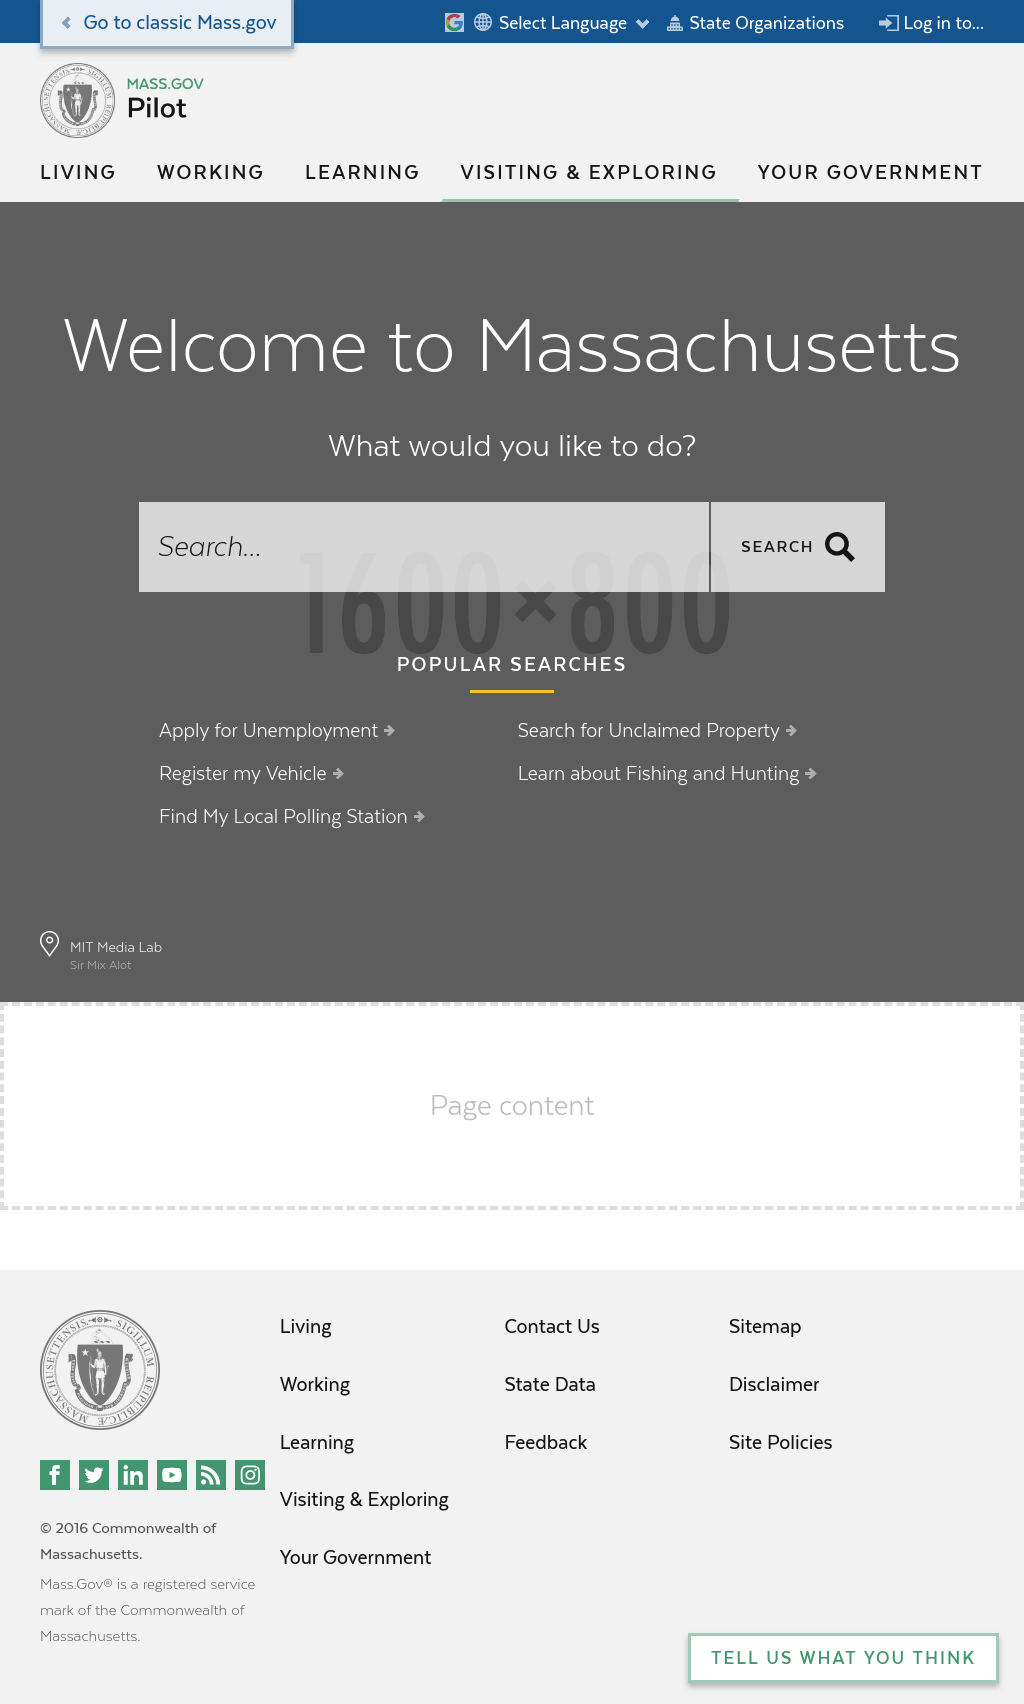 Go to classic Mass.gov
Select Language
State Organizations
Log in to...
MASS.GOV
Pilot
LIVING
WORKING
LEARNING
VISITING & EXPLORING
YOUR GOVERNMENT
Welcome to Massachusetts
What would you like to do?
Search...
SEARCH
1600×800
POPULAR SEARCHES
Apply for Unemployment
Search for Unclaimed Property
Register my Vehicle
Learn about Fishing and Hunting
Find My Local Polling Station
MIT Media Lab
Sir Mix Alot
Page content
SIGILLUM REIPUBLICÆ MASSACHUSETTENSIS
Living
Working
Learning
Visiting & Exploring
Your Government
Contact Us
State Data
Feedback
Sitemap
Disclaimer
Site Policies
© 2016 Commonwealth of
Massachusetts.
Mass.Gov® is a registered service
mark of the Commonwealth of
Massachusetts.
TELL US WHAT YOU THINK